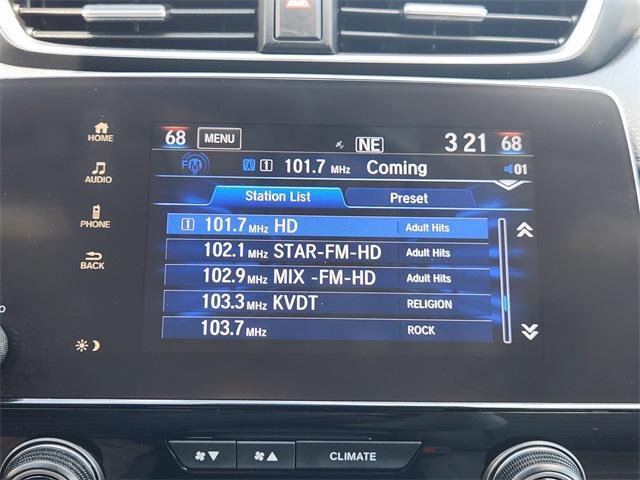 68 MENU NE 3 21 68
HOME
FM 1 101.7 MHz Coming 01
AUDIO
Station List Preset
PHONE
1 101.7 MHz HD Adult Hits
102.1 MHz STAR-FM-HD Adult Hits
BACK
102.9 MHz MIX -FM-HD Adult Hits
103.3 MHz KVDT RELIGION
103.7 MHz ROCK
CLIMATE